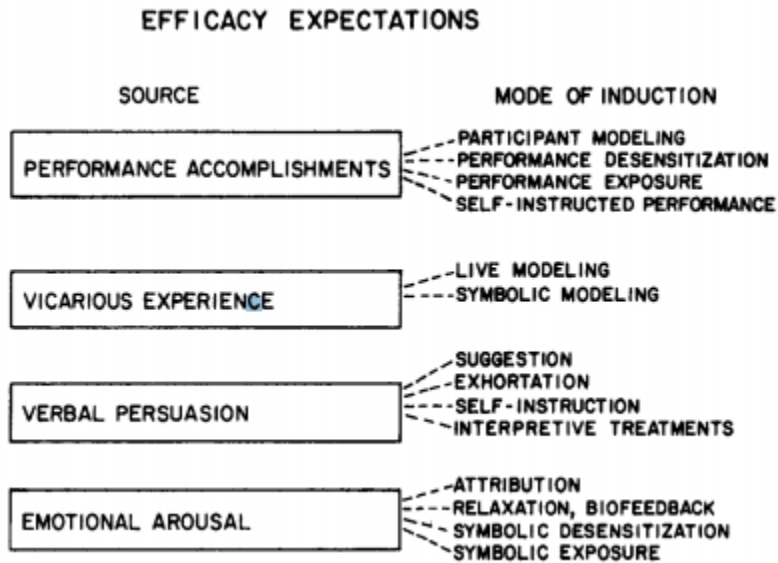 EFFICACY EXPECTATIONS
SOURCE
MODE OF INDUCTION
PERFORMANCE ACCOMPLISHMENTS
PARTICIPANT MODELING
PERFORMANCE DESENSITIZATION
PERFORMANCE EXPOSURE
SELF-INSTRUCTED PERFORMANCE
VICARIOUS EXPERIENCE
LIVE MODELING
SYMBOLIC MODELING
VERBAL PERSUASION
SUGGESTION
EXHORTATION
SELF-INSTRUCTION
INTERPRETIVE TREATMENTS
EMOTIONAL AROUSAL
ATTRIBUTION
RELAXATION, BIOFEEDBACK
SYMBOLIC DESENSITIZATION
SYMBOLIC EXPOSURE